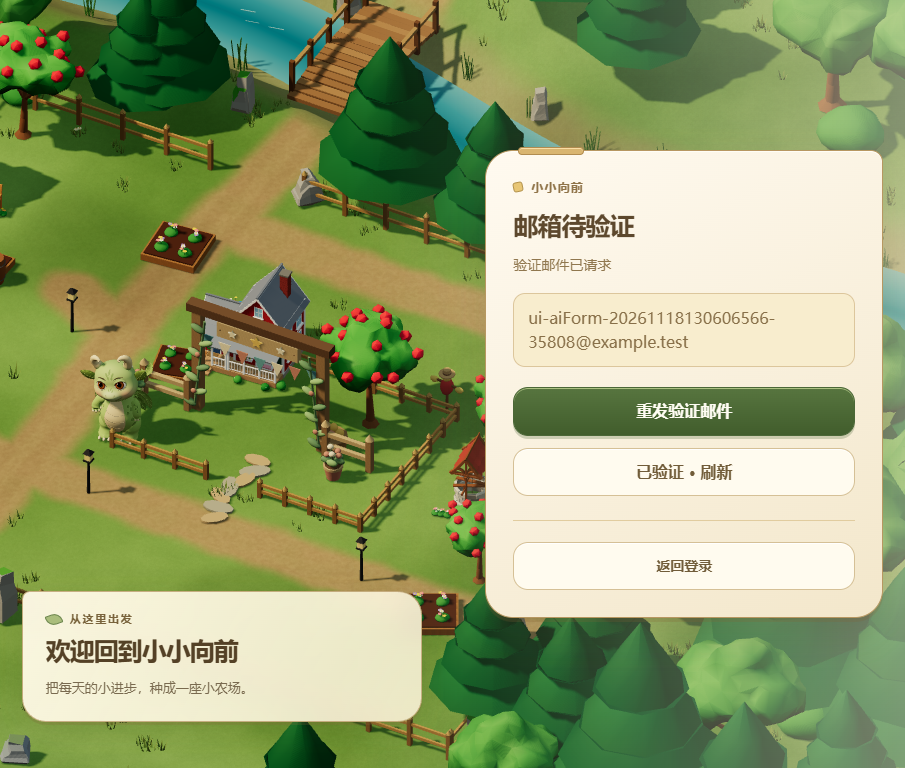 小小向前
邮箱待验证
验证邮件已请求
ui-aiForm-20261118130606566-
35808@example.test
重发验证邮件
已验证 • 刷新
返回登录
从这里出发
欢迎回到小小向前
把每天的小进步，种成一座小农场。